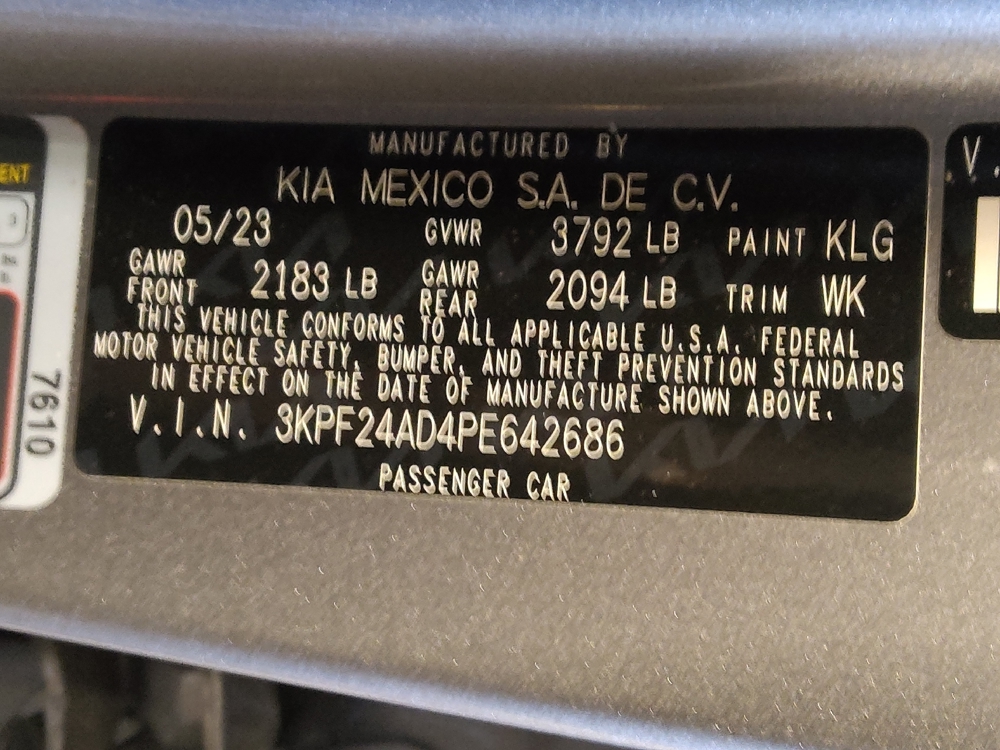 MANUFACTURED BY
KIA MEXICO S.A. DE C.V.
05/23 GVWR 3792 LB PAINT KLG
GAWR FRONT 2183 LB GAWR REAR 2094 LB TRIM WK
THIS VEHICLE CONFORMS TO ALL APPLICABLE U.S.A. FEDERAL
MOTOR VEHICLE SAFETY, BUMPER, AND THEFT PREVENTION STANDARDS
IN EFFECT ON THE DATE OF MANUFACTURE SHOWN ABOVE.
V.I.N. 3KPF24AD4PE642686
PASSENGER CAR
7610
ENT
V.